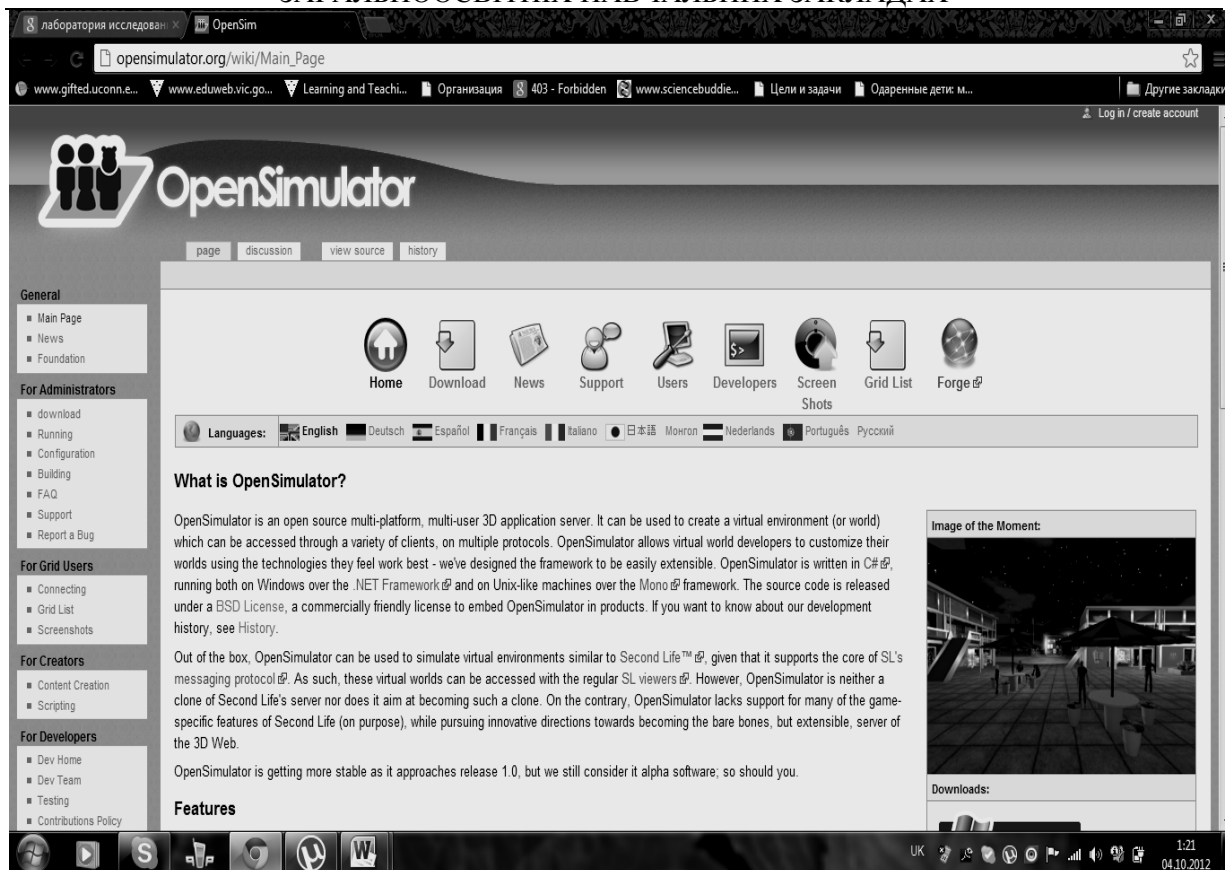 ЗАГАЛЬНООСВІТНІХ НАВЧАЛЬНИХ ЗАКЛАДАХ
лаборатория исследован
OpenSim
opensimulator.org/wiki/Main_Page
www.gifted.uconn.e... www.eduweb.vic.go... Learning and Teachi... Организация 403 - Forbidden www.sciencebuddie... Цели и задачи Одаренные дети: м... Другие закладки
Log in / create account
OpenSimulator
page discussion view source history
General
Main Page
News
Foundation
For Administrators
download
Running
Configuration
Building
FAQ
Support
Report a Bug
For Grid Users
Connecting
Grid List
Screenshots
For Creators
Content Creation
Scripting
For Developers
Dev Home
Dev Team
Testing
Contributions Policy
Home Download News Support Users Developers Screen Shots Grid List Forge
Languages: English Deutsch Español Français Italiano 日本語 Монгол Nederlands Português Русский
What is OpenSimulator?
OpenSimulator is an open source multi-platform, multi-user 3D application server. It can be used to create a virtual environment (or world)
which can be accessed through a variety of clients, on multiple protocols. OpenSimulator allows virtual world developers to customize their
worlds using the technologies they feel work best - we've designed the framework to be easily extensible. OpenSimulator is written in C#,
running both on Windows over the .NET Framework and on Unix-like machines over the Mono framework. The source code is released
under a BSD License, a commercially friendly license to embed OpenSimulator in products. If you want to know about our development
history, see History.
Out of the box, OpenSimulator can be used to simulate virtual environments similar to Second Life™, given that it supports the core of SL's
messaging protocol. As such, these virtual worlds can be accessed with the regular SL viewers. However, OpenSimulator is neither a
clone of Second Life's server nor does it aim at becoming such a clone. On the contrary, OpenSimulator lacks support for many of the game-
specific features of Second Life (on purpose), while pursuing innovative directions towards becoming the bare bones, but extensible, server of
the 3D Web.
OpenSimulator is getting more stable as it approaches release 1.0, but we still consider it alpha software; so should you.
Features
Image of the Moment:
Downloads:
UK
1:21
04.10.2012